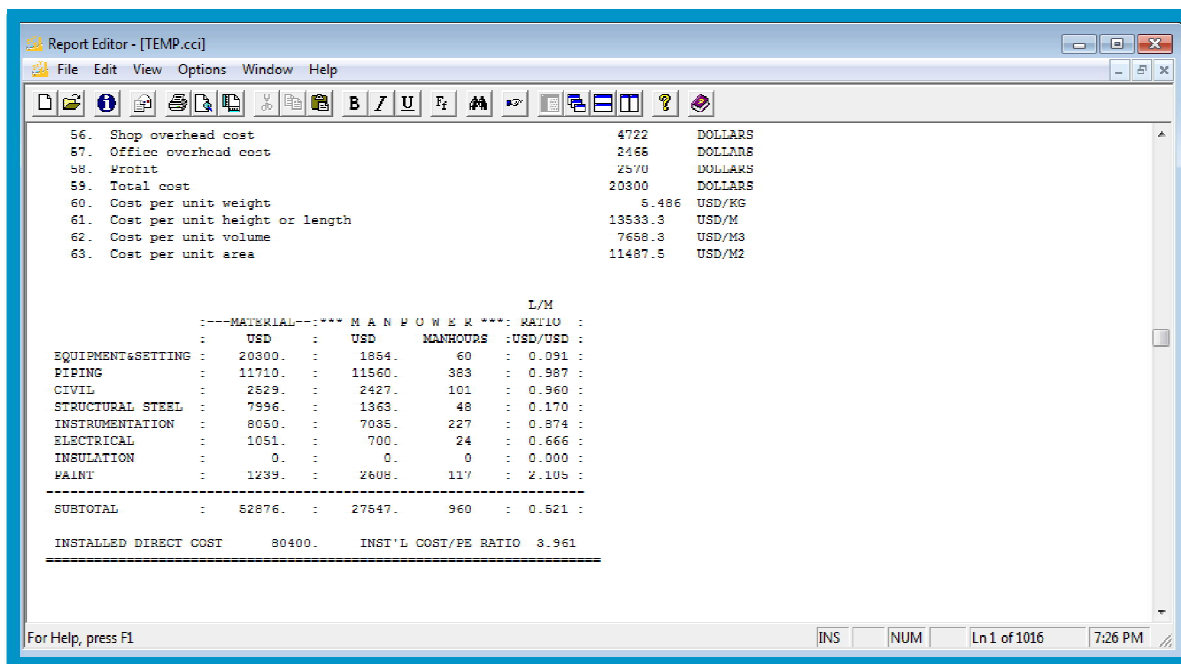 Report Editor - [TEMP.cci]
File Edit View Options Window Help
B I U
56. Shop overhead cost 4722 DOLLARS
57. Office overhead cost 2465 DOLLARS
58. Profit 2570 DOLLARS
59. Total cost 20300 DOLLARS
60. Cost per unit weight 5.486 USD/KG
61. Cost per unit height or length 13533.3 USD/M
62. Cost per unit volume 7658.3 USD/M3
63. Cost per unit area 11487.5 USD/M2
L/M
:---MATERIAL--:*** M A N P O W E R ***: RATIO :
: USD : USD MANHOURS :USD/USD :
EQUIPMENT&SETTING : 20300. : 1854. 60 : 0.091 :
PIPING : 11710. : 11560. 383 : 0.987 :
CIVIL : 2529. : 2427. 101 : 0.960 :
STRUCTURAL STEEL : 7996. : 1363. 48 : 0.170 :
INSTRUMENTATION : 8050. : 7035. 227 : 0.874 :
ELECTRICAL : 1051. : 700. 24 : 0.666 :
INSULATION : 0. : 0. 0 : 0.000 :
PAINT : 1239. : 2608. 117 : 2.105 :
SUBTOTAL : 52876. : 27547. 960 : 0.521 :
INSTALLED DIRECT COST 80400. INST'L COST/PE RATIO 3.961
For Help, press F1 INS NUM Ln 1 of 1016 7:26 PM